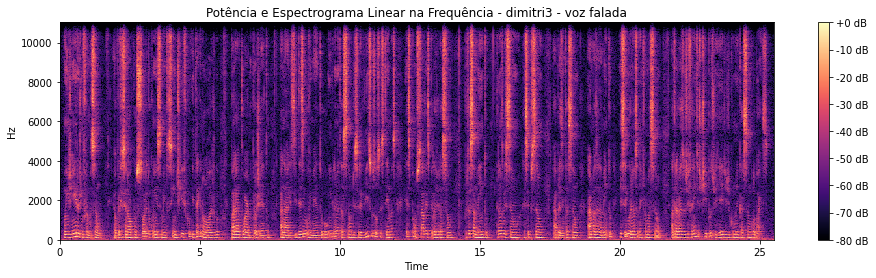 Potência e Espectrograma Linear na Frequência - dimitri3 - voz falada
Hz
10000
8000
6000
4000
2000
0
0 5 10 15 20 25
Time
+0 dB
-10 dB
-20 dB
-30 dB
-40 dB
-50 dB
-60 dB
-70 dB
-80 dB